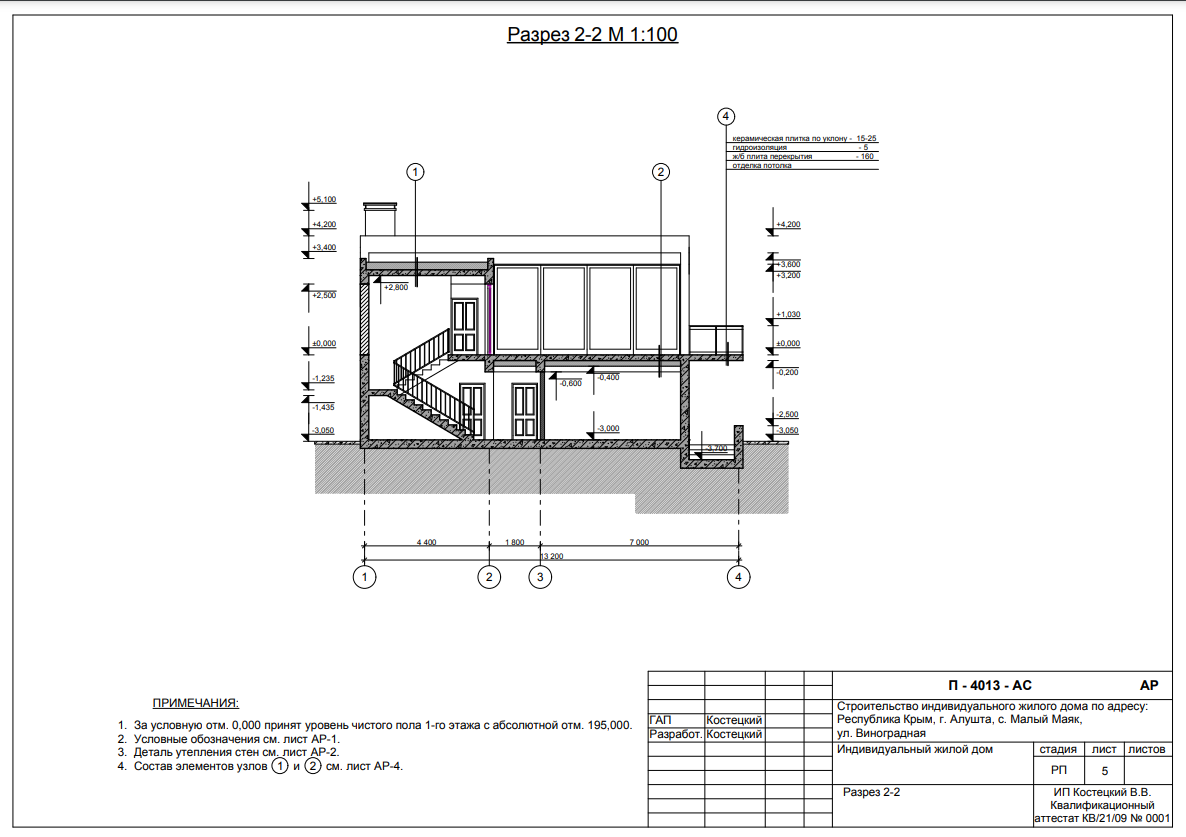 Разрез 2-2 М 1:100
4
керамическая плитка по уклону - 15-25
гидроизоляция - 5
ж/б плита перекрытия - 160
отделка потолка
1
2
+5,100
+4,200
+3,400
+2,500
±0,000
-1,235
-1,435
-3,050
+2,800
-0,600
-0,400
-3,000
-3,700
+4,200
+3,600
+3,200
+1,030
±0,000
-0,200
-2,500
-3,050
4 400
1 800
7 000
13 200
1
2
3
4
ПРИМЕЧАНИЯ:
1. За условную отм. 0,000 принят уровень чистого пола 1-го этажа с абсолютной отм. 195,000.
2. Условные обозначения см. лист АР-1.
3. Деталь утепления стен см. лист АР-2.
4. Состав элементов узлов 1 и 2 см. лист АР-4.
П - 4013 - АС АР
Строительство индивидуального жилого дома по адресу:
Республика Крым, г. Алушта, с. Малый Маяк,
ул. Виноградная
ГАП Костецкий
Разработ. Костецкий
Индивидуальный жилой дом
стадия лист листов
РП 5
Разрез 2-2
ИП Костецкий В.В.
Квалификационный
аттестат КВ/21/09 № 0001